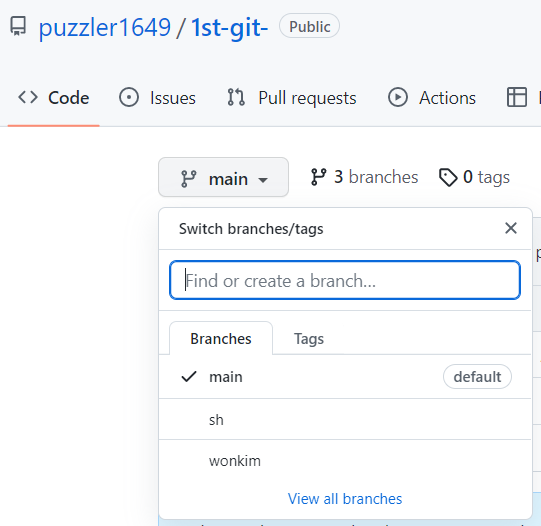 puzzler1649 / 1st-git- Public
Code Issues Pull requests Actions
main 3 branches 0 tags
Switch branches/tags
Find or create a branch...
Branches Tags
main default
sh
wonkim
View all branches